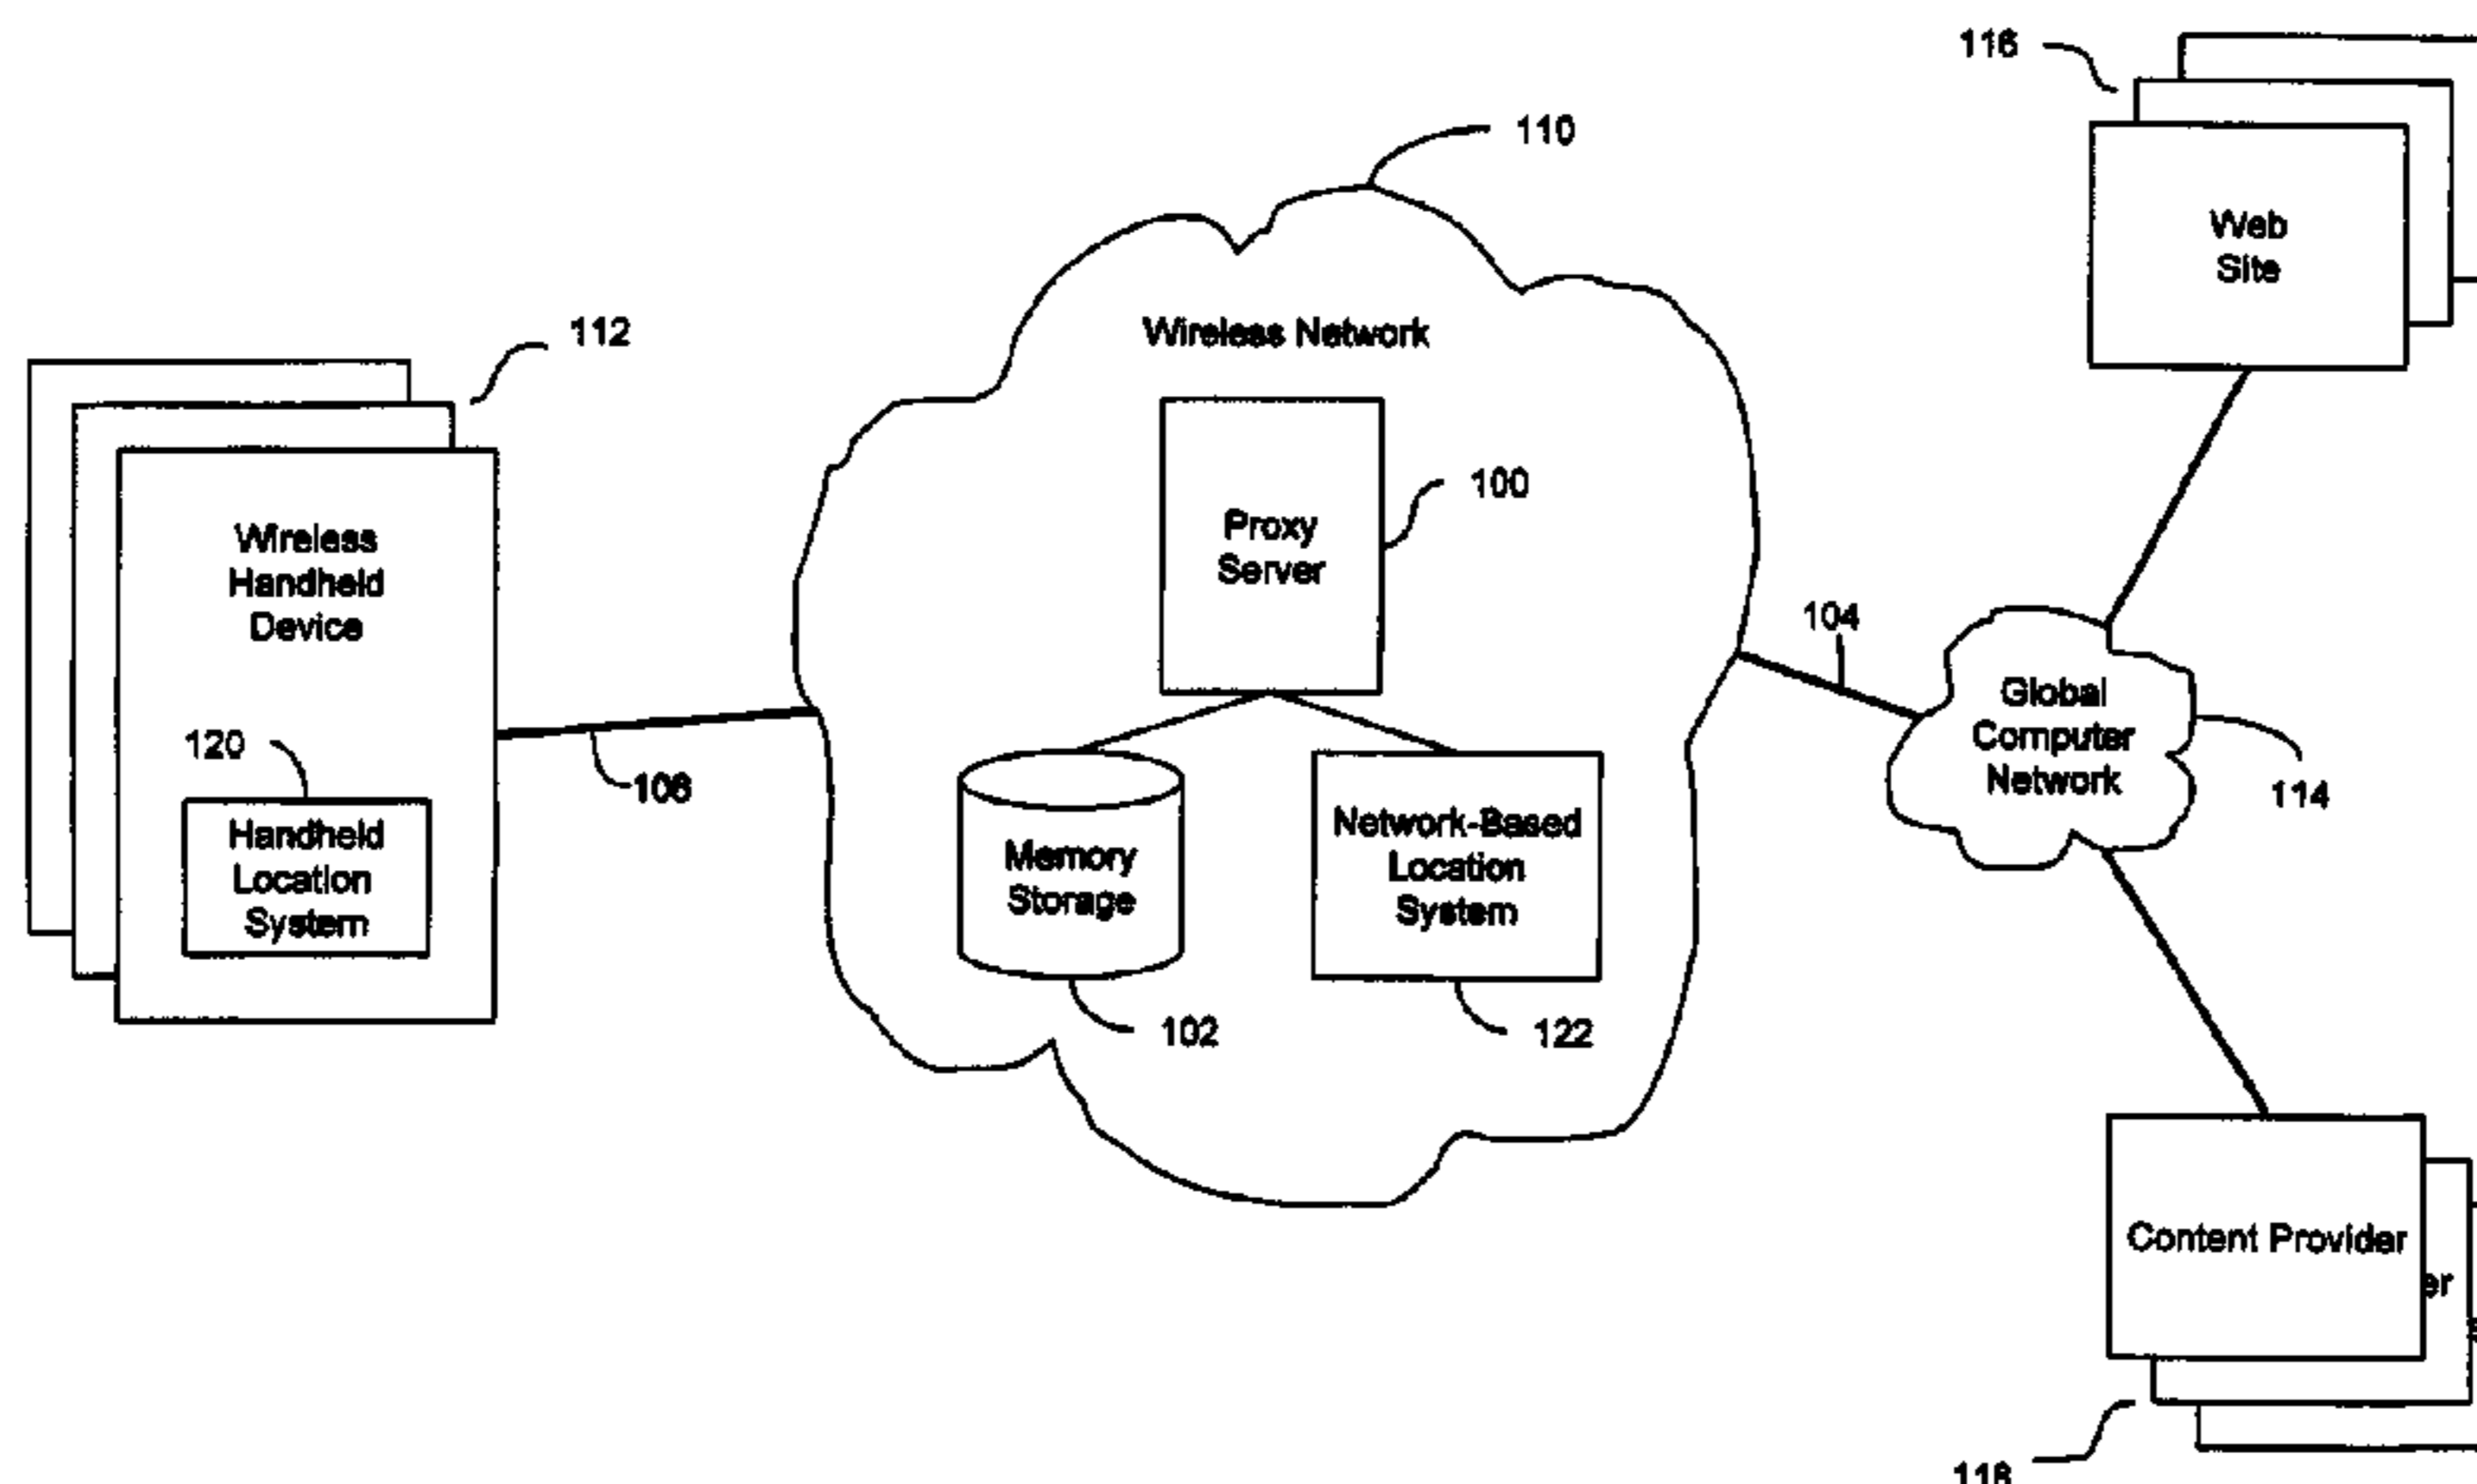 116
110
Web
Site
112
Wireless Network
100
Proxy
Server
Wireless
Handheld
Device
104
Global
Computer
Network
120
106
114
Handheld
Location
System
Memory
Storage
Network-Based
Location
System
102
122
Content Provider
er
118